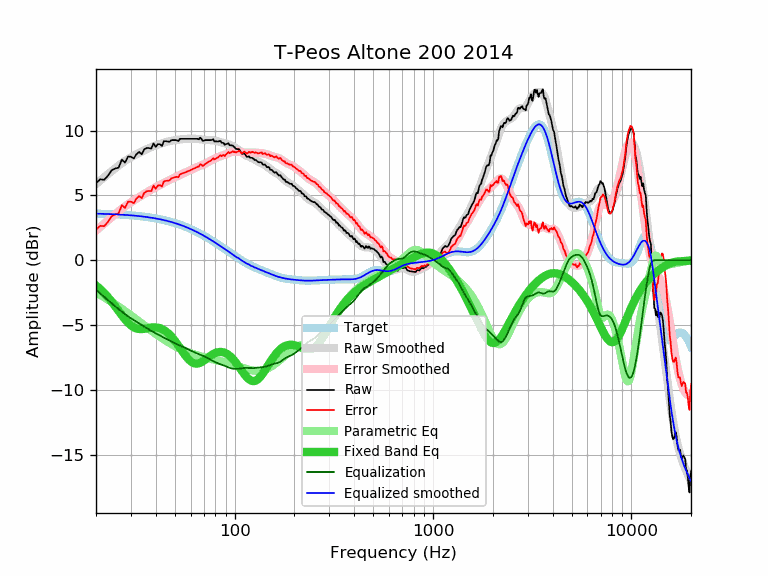 T-Peos Altone 200 2014
Amplitude (dBr)
10
5
0
−5
−10
−15
Target
Raw Smoothed
Error Smoothed
Raw
Error
Parametric Eq
Fixed Band Eq
Equalization
Equalized smoothed
100
1000
10000
Frequency (Hz)